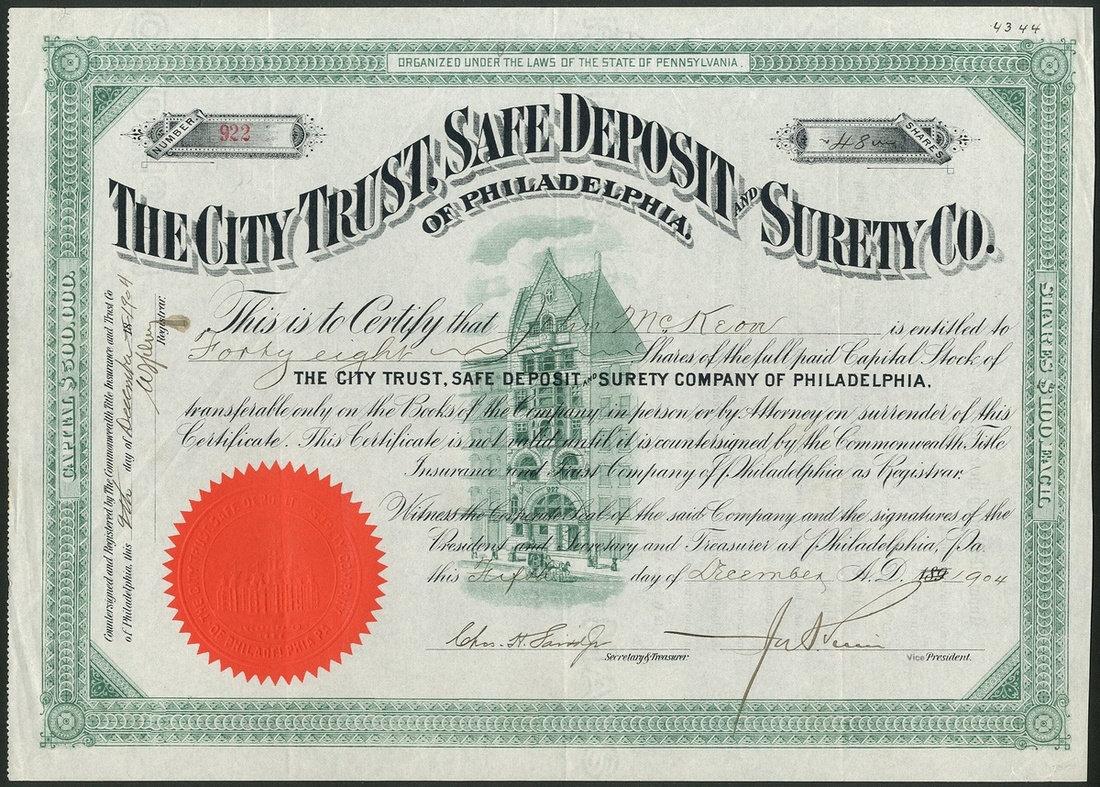 4344
ORGANIZED UNDER THE LAWS OF THE STATE OF PENNSYLVANIA.
NUMBER 922
48 SHARES
THE CITY TRUST, SAFE DEPOSIT AND SURETY CO.
OF PHILADELPHIA.
This is to Certify that John McKeon is entitled to
Forty eight Shares of the full paid Capital Stock of
THE CITY TRUST, SAFE DEPOSIT AND SURETY COMPANY OF PHILADELPHIA,
transferable only on the Books of the Company in person or by Attorney on surrender of this
Certificate. This Certificate is not valid until it is countersigned by the Commonwealth Title
Insurance and Trust Company of Philadelphia as Registrar.
Witness the Corporate Seal of the said Company and the signatures of the
President and Secretary and Treasurer at Philadelphia, Pa.
this Fifth day of December A.D. 189 1904
Secretary & Treasurer.
Vice President.
CAPITAL $500,000.
SHARES $100 EACH
Countersigned and Registered by The Commonwealth Title Insurance and Trust Co
of Philadelphia, this day of December 18 1904
Registrar.
927
OF PHILADELPHIA PA